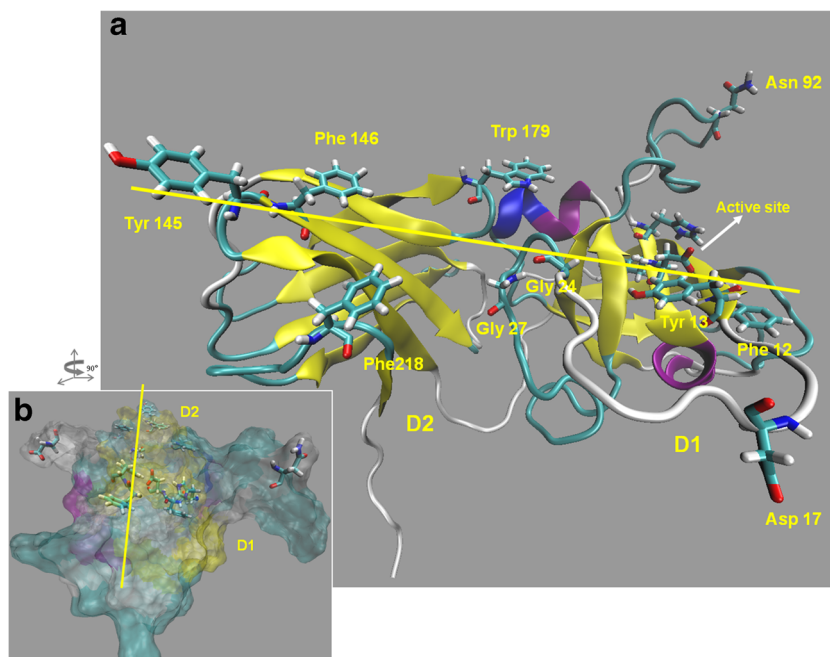 a
Asn 92
Phe 146
Trp 179
Active site
Tyr 145
Gly 24
Gly 27
Tyr 13
Phe 12
Phe218
90°
D2
D1
Asp 17
b
D2
D1